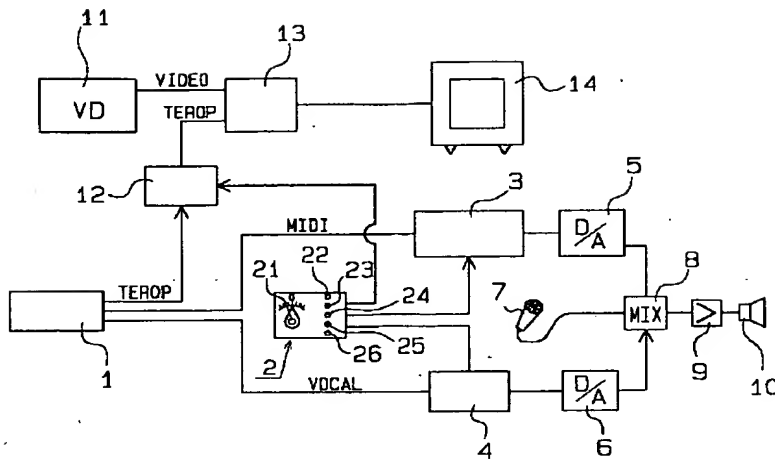 11
13
VD
VIDEO
TEROP
14
12
3
5
MIDI
D/A
22
23
21
24
7
8
TEROP
MIX
25
26
2
9
10
1
VOCAL
D/A
4
6